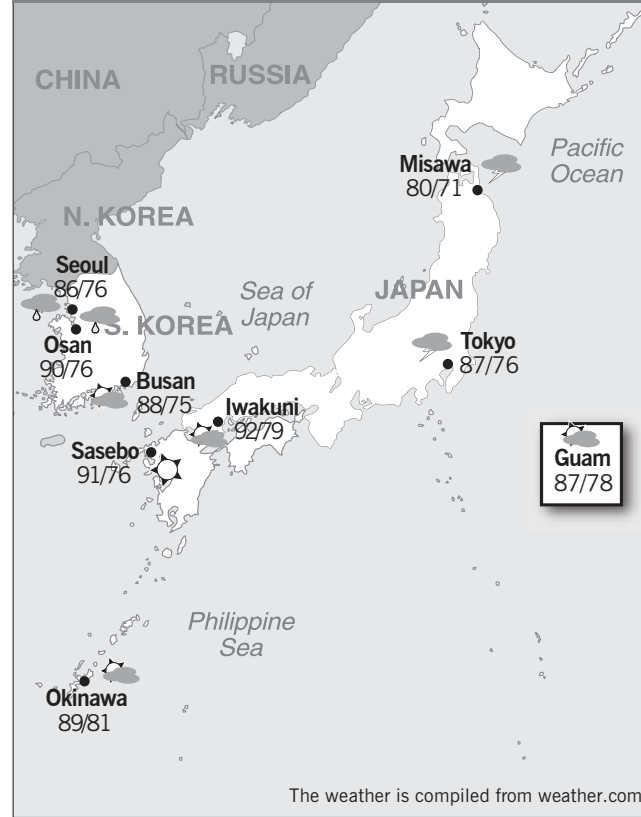 CHINA
RUSSIA
Pacific
Ocean
Misawa
80/71
N. KOREA
Seoul
86/76
Sea of
Japan
JAPAN
S. KOREA
Osan
90/76
Tokyo
87/76
Busan
88/75
Iwakuni
92/79
Sasebo
91/76
Guam
87/78
Philippine
Sea
Okinawa
89/81
The weather is compiled from weather.com